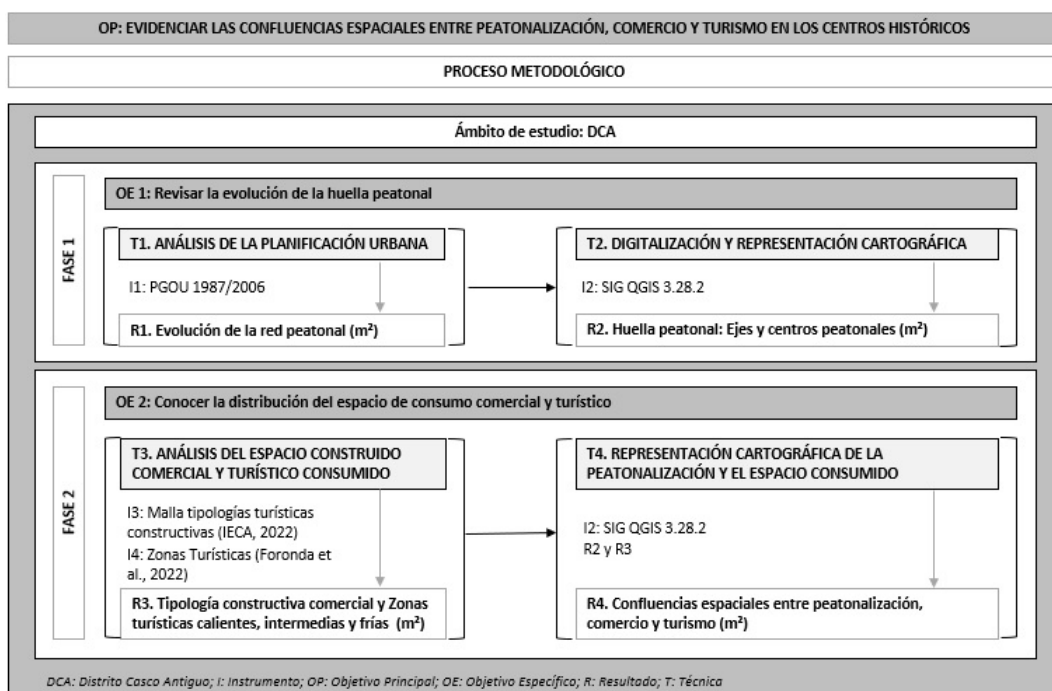 OP: EVIDENCIAR LAS CONFLUENCIAS ESPACIALES ENTRE PEATONALIZACIÓN, COMERCIO Y TURISMO EN LOS CENTROS HISTÓRICOS
PROCESO METODOLÓGICO
Ámbito de estudio: DCA
FASE 1
OE 1: Revisar la evolución de la huella peatonal
T1. ANÁLISIS DE LA PLANIFICACIÓN URBANA
I1: PGOU 1987/2006
R1. Evolución de la red peatonal (m²)
T2. DIGITALIZACIÓN Y REPRESENTACIÓN CARTOGRÁFICA
I2: SIG QGIS 3.28.2
R2. Huella peatonal: Ejes y centros peatonales (m²)
FASE 2
OE 2: Conocer la distribución del espacio de consumo comercial y turístico
T3. ANÁLISIS DEL ESPACIO CONSTRUIDO
COMERCIAL Y TURÍSTICO CONSUMIDO
I3: Malla tipologías turísticas
constructivas (IECA, 2022)
I4: Zonas Turísticas (Foronda et
al., 2022)
R3. Tipología constructiva comercial y Zonas
turísticas calientes, intermedias y frías (m²)
T4. REPRESENTACIÓN CARTOGRÁFICA DE LA
PEATONALIZACIÓN Y EL ESPACIO CONSUMIDO
I2: SIG QGIS 3.28.2
R2 y R3
R4. Confluencias espaciales entre peatonalización,
comercio y turismo (m²)
DCA: Distrito Casco Antiguo; I: Instrumento; OP: Objetivo Principal; OE: Objetivo Específico; R: Resultado; T: Técnica